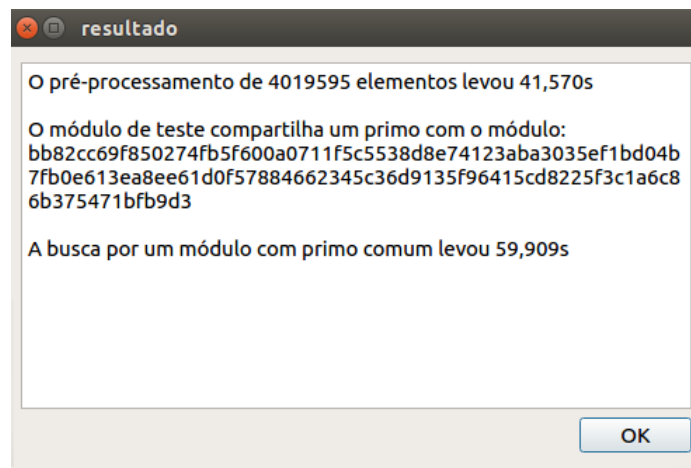 resultado
O pré-processamento de 4019595 elementos levou 41,570s
O módulo de teste compartilha um primo com o módulo:
bb82cc69f850274fb5f600a0711f5c5538d8e74123aba3035ef1bd04b
7fb0e613ea8ee61d0f57884662345c36d9135f96415cd8225f3c1a6c8
6b375471bfb9d3
A busca por um módulo com primo comum levou 59,909s
OK